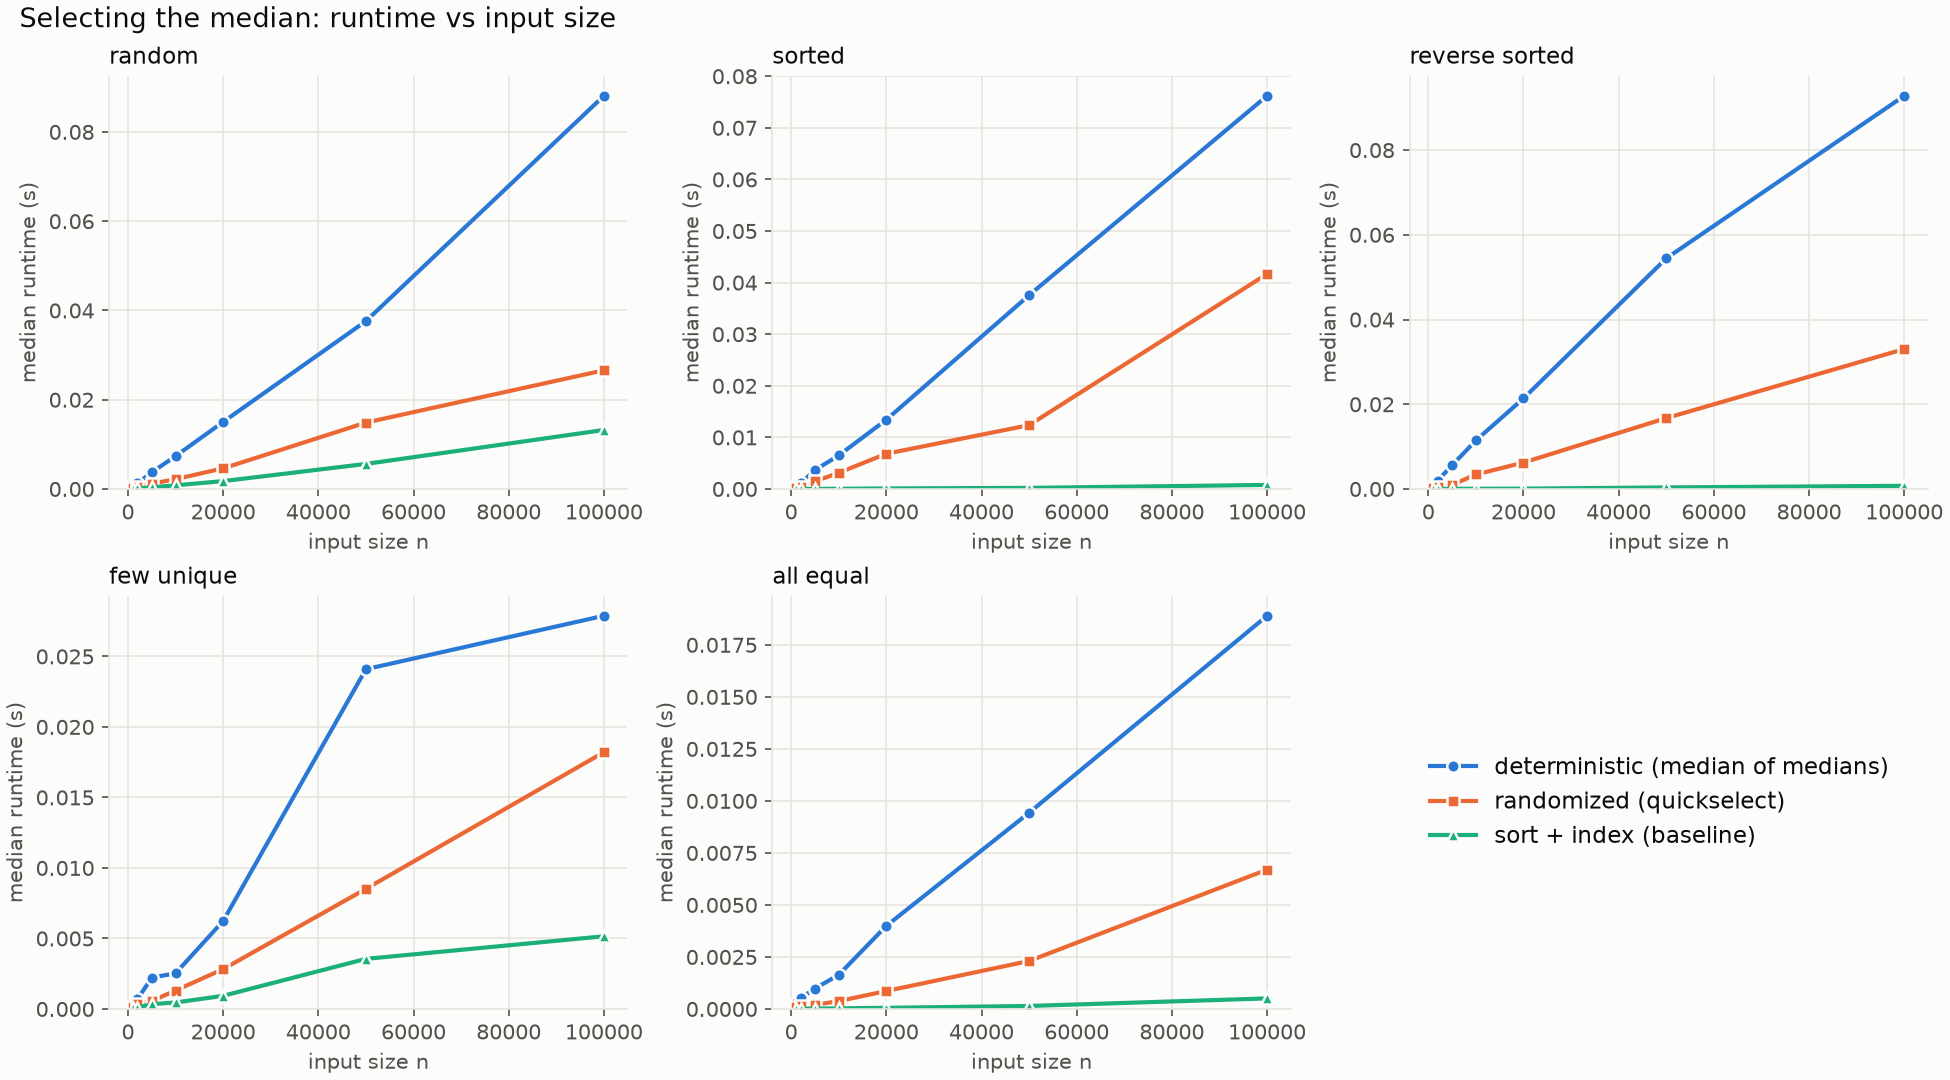 Selecting the median: runtime vs input size
random
median runtime (s)
0.08
0.06
0.04
0.02
0.00
0 20000 40000 60000 80000 100000
input size n
sorted
median runtime (s)
0.08
0.07
0.06
0.05
0.04
0.03
0.02
0.01
0.00
0 20000 40000 60000 80000 100000
input size n
reverse sorted
median runtime (s)
0.08
0.06
0.04
0.02
0.00
0 20000 40000 60000 80000 100000
input size n
few unique
median runtime (s)
0.025
0.020
0.015
0.010
0.005
0.000
0 20000 40000 60000 80000 100000
input size n
all equal
median runtime (s)
0.0175
0.0150
0.0125
0.0100
0.0075
0.0050
0.0025
0.0000
0 20000 40000 60000 80000 100000
input size n
deterministic (median of medians)
randomized (quickselect)
sort + index (baseline)